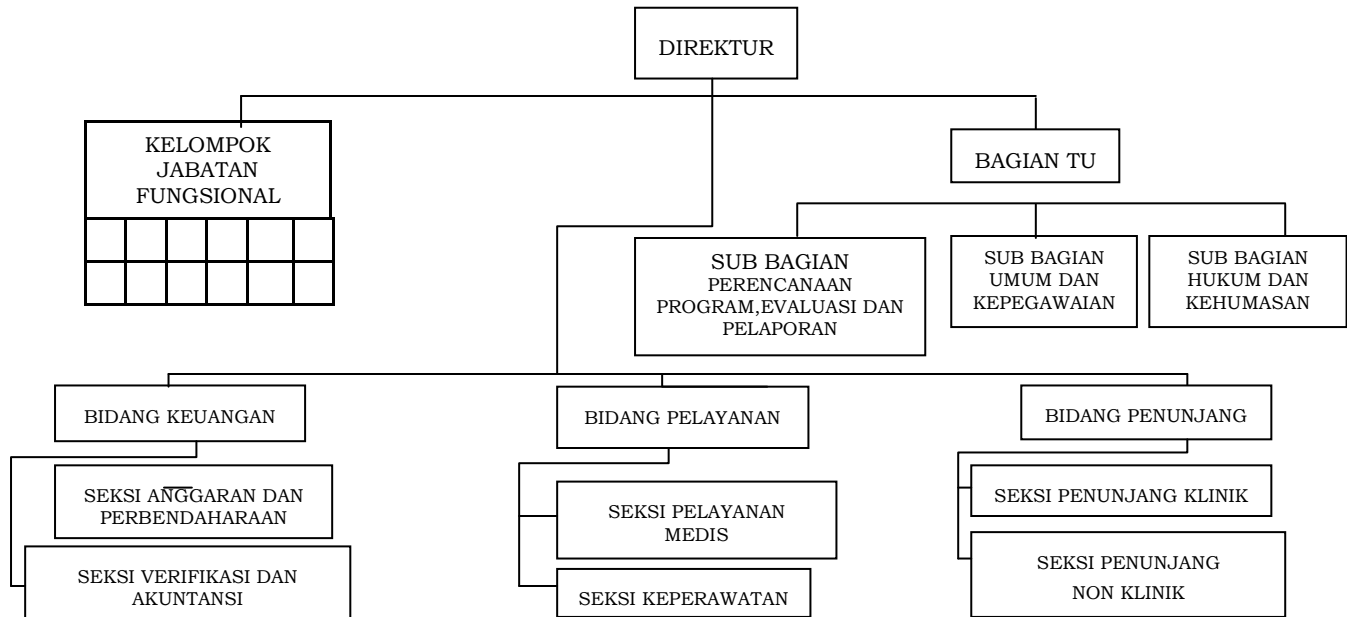 DIREKTUR
KELOMPOK
JABATAN
FUNGSIONAL
BAGIAN TU
SUB BAGIAN
PERENCANAAN
PROGRAM,EVALUASI DAN
PELAPORAN
SUB BAGIAN
UMUM DAN
KEPEGAWAIAN
SUB BAGIAN
HUKUM DAN
KEHUMASAN
BIDANG KEUANGAN
BIDANG PELAYANAN
BIDANG PENUNJANG
SEKSI ANGGARAN DAN
PERBENDAHARAAN
SEKSI VERIFIKASI DAN
AKUNTANSI
SEKSI PELAYANAN
MEDIS
SEKSI KEPERAWATAN
SEKSI PENUNJANG KLINIK
SEKSI PENUNJANG
NON KLINIK